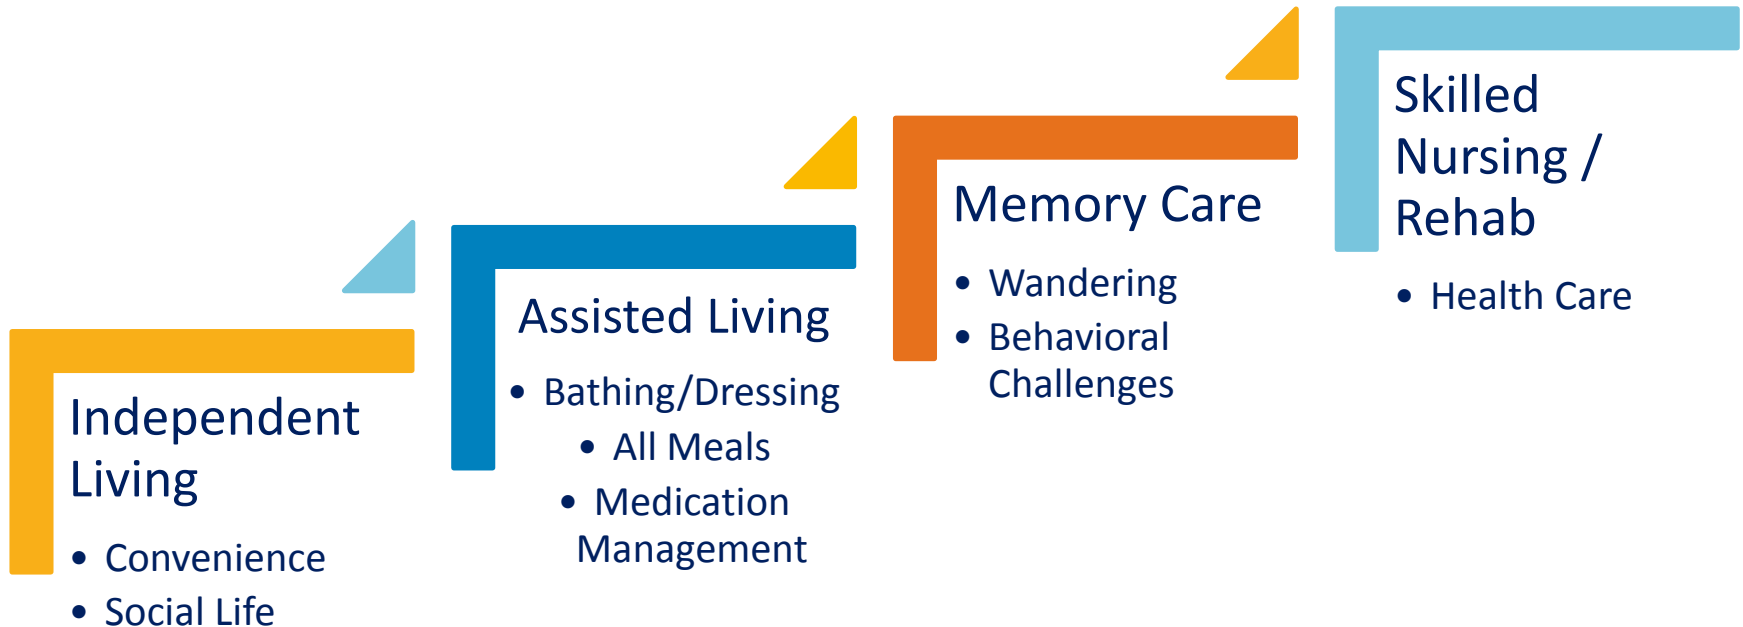 Independent
Living
• Convenience
• Social Life
Assisted Living
• Bathing/Dressing
• All Meals
• Medication
Management
Memory Care
• Wandering
• Behavioral
Challenges
Skilled
Nursing /
Rehab
• Health Care